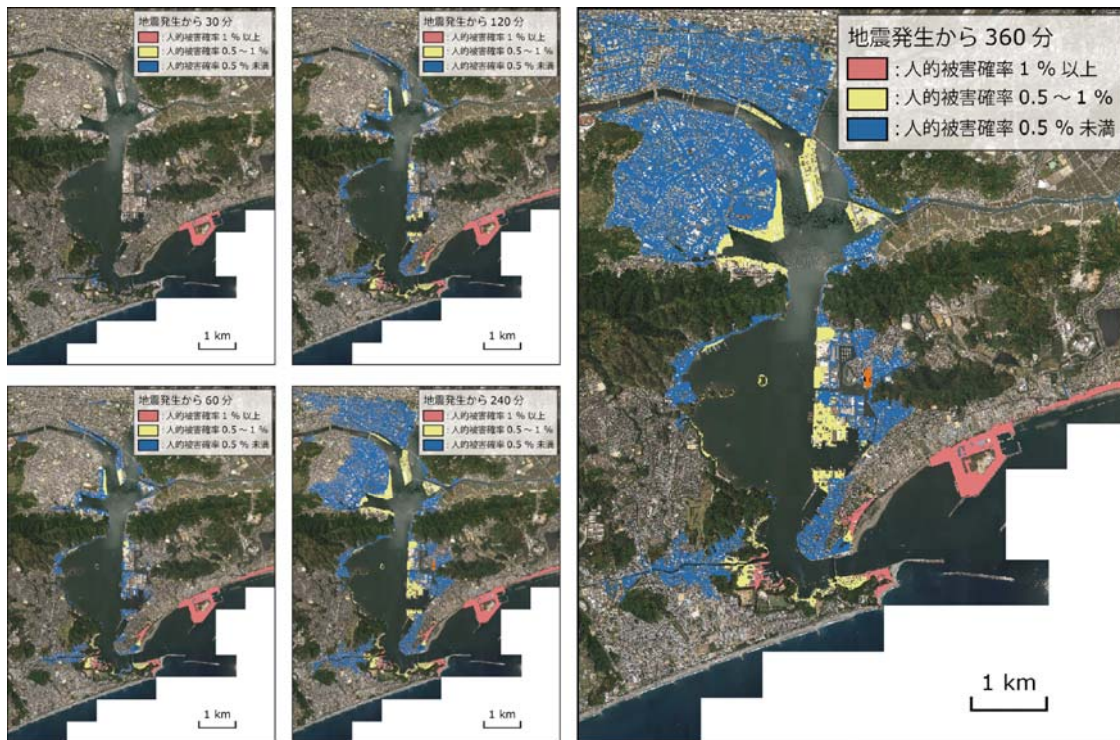 地震発生から 30 分
: 人的被害確率 1 % 以上
: 人的被害確率 0.5 ~ 1 %
: 人的被害確率 0.5 % 未満
1 km
地震発生から 120 分
: 人的被害確率 1 % 以上
: 人的被害確率 0.5 ~ 1 %
: 人的被害確率 0.5 % 未満
1 km
地震発生から 60 分
: 人的被害確率 1 % 以上
: 人的被害確率 0.5 ~ 1 %
: 人的被害確率 0.5 % 未満
1 km
地震発生から 240 分
: 人的被害確率 1 % 以上
: 人的被害確率 0.5 ~ 1 %
: 人的被害確率 0.5 % 未満
1 km
地震発生から 360 分
: 人的被害確率 1 % 以上
: 人的被害確率 0.5 ~ 1 %
: 人的被害確率 0.5 % 未満
1 km